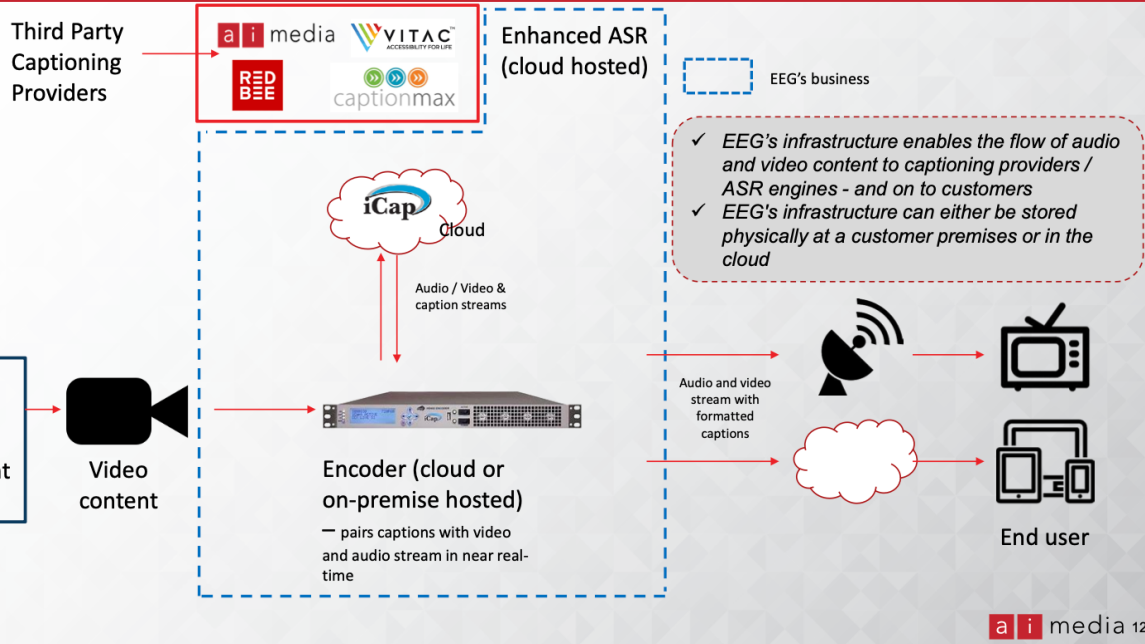 Third Party
Captioning
Providers
ai media
VITAC™
ACCESSIBILITY FOR LIFE
RED
BEE
captionmax
Enhanced ASR
(cloud hosted)
EEG’s business
✓ EEG’s infrastructure enables the flow of audio
and video content to captioning providers /
ASR engines - and on to customers
✓ EEG's infrastructure can either be stored
physically at a customer premises or in the
cloud
iCap
Cloud
Audio / Video &
caption streams
iCap
Video
content
Encoder (cloud or
on-premise hosted)
— pairs captions with video
and audio stream in near real-
time
Audio and video
stream with
formatted
captions
End user
ai media 12